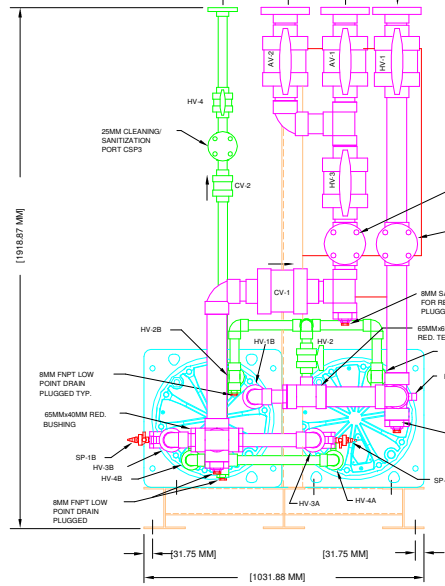 AV-2
AV-1
HV-1
HV-4
25MM CLEANING/
SANITIZATION
PORT CSP3
CV-2
HV-3
[1918.87 MM]
CV-1
8MM SA
FOR RE
PLUGG
HV-2B
HV-1B
HV-2
65MMx6
RED. TE
8MM FNPT LOW
POINT DRAIN
PLUGGED TYP.
65MMx40MM RED.
BUSHING
SP-1B
HV-3B
HV-4B
SP-
8MM FNPT LOW
POINT DRAIN
PLUGGED
HV-3A
HV-4A
[31.75 MM]
[31.75 MM]
[1031.88 MM]